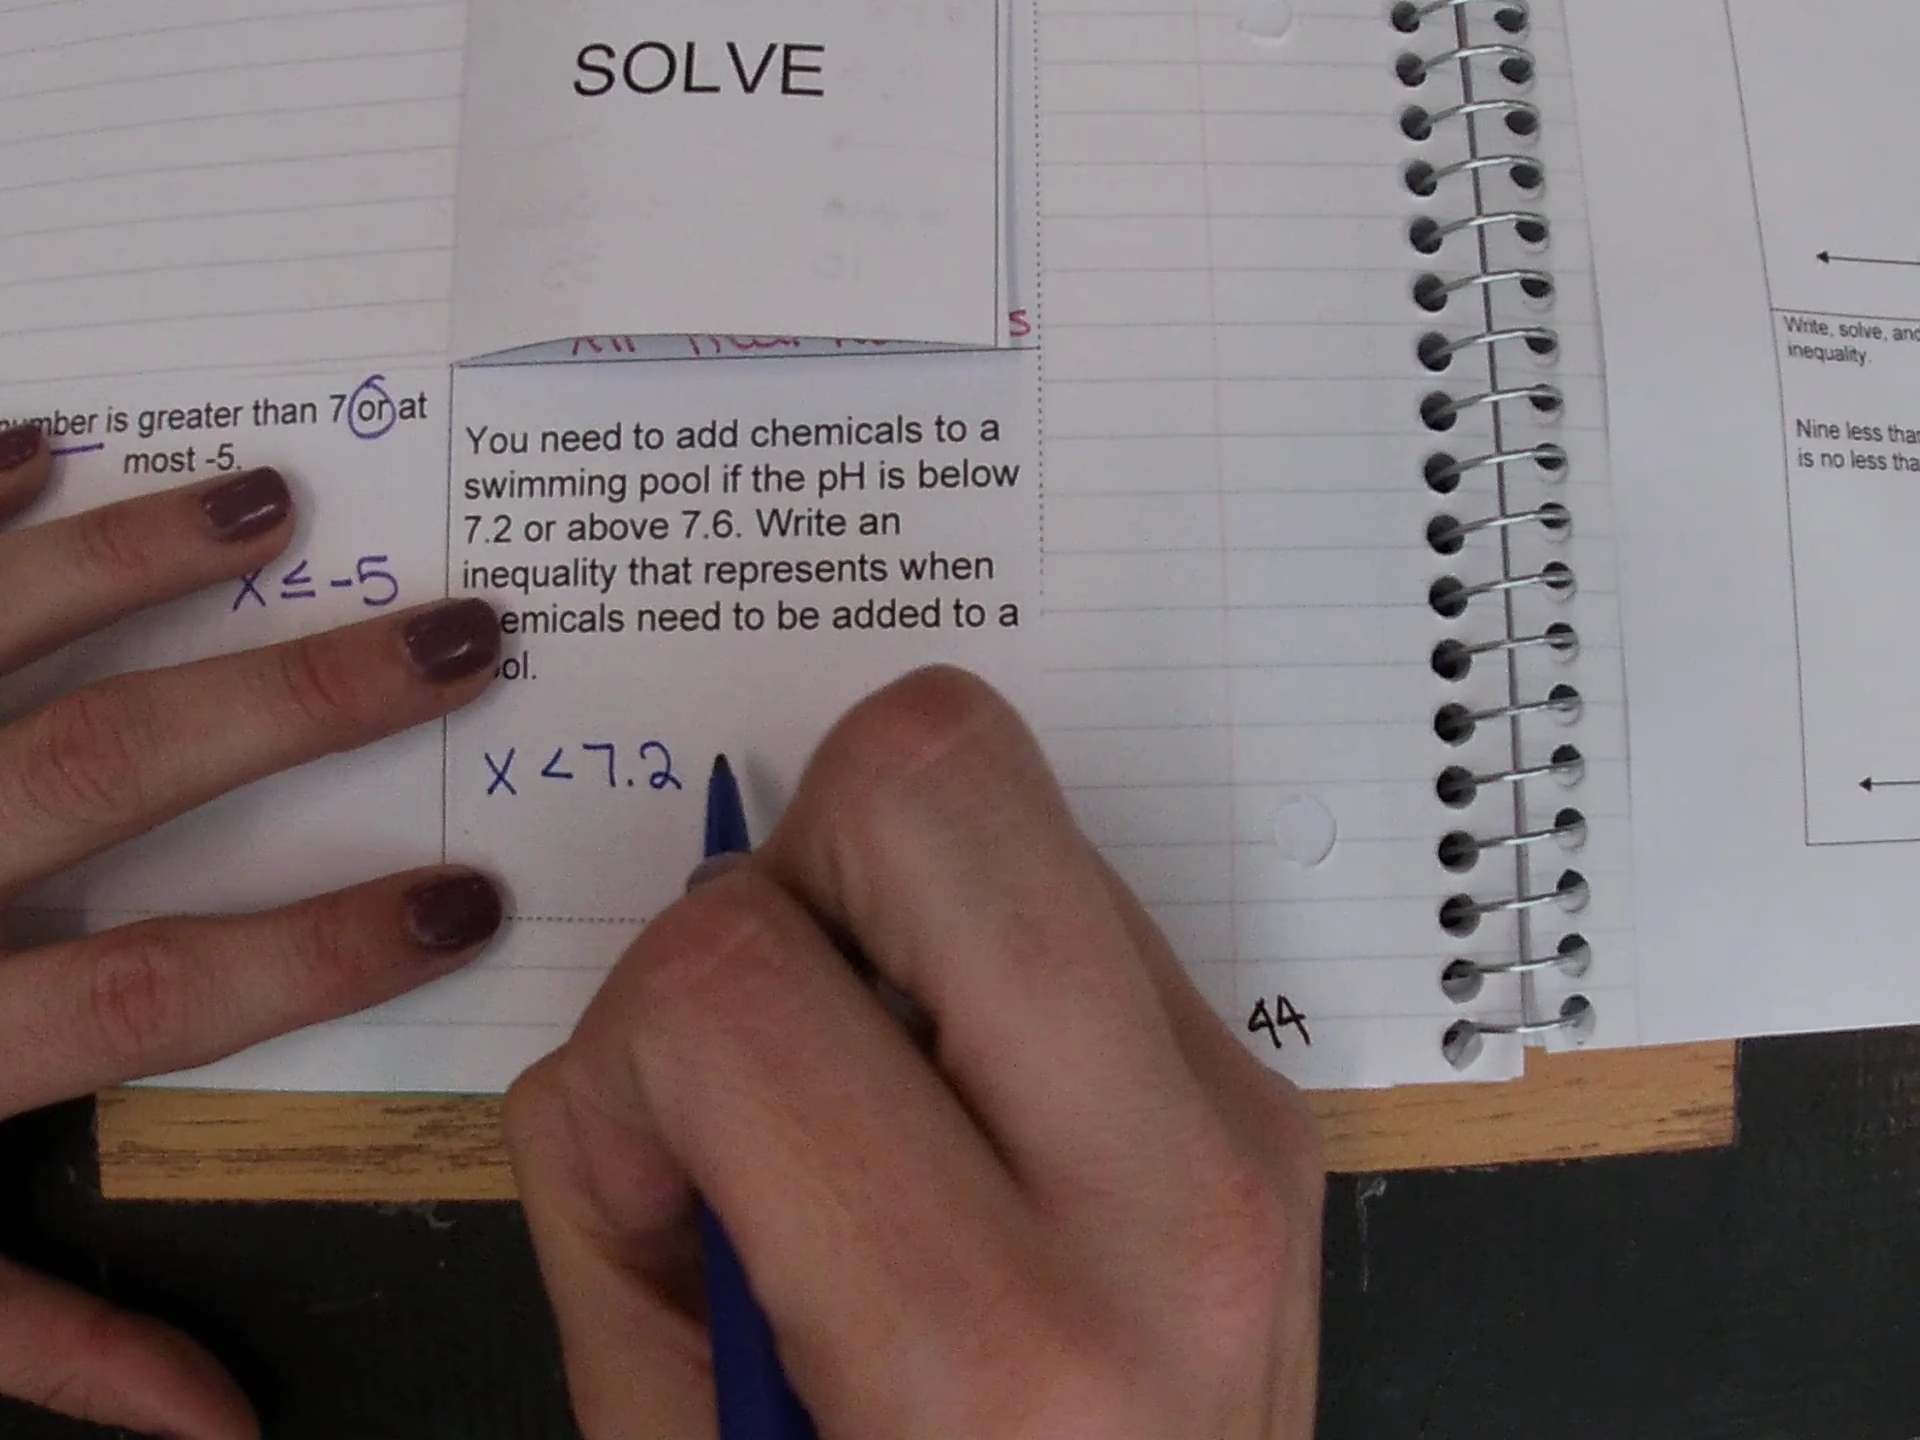 SOLVE
s
is greater than 7 or at
most -5.
x ≤ -5
You need to add chemicals to a
swimming pool if the pH is below
7.2 or above 7.6. Write an
inequality that represents when
emicals need to be added to a
ol.
x < 7.2
44
Write, solve, and
inequality.
Nine less than
is no less tha